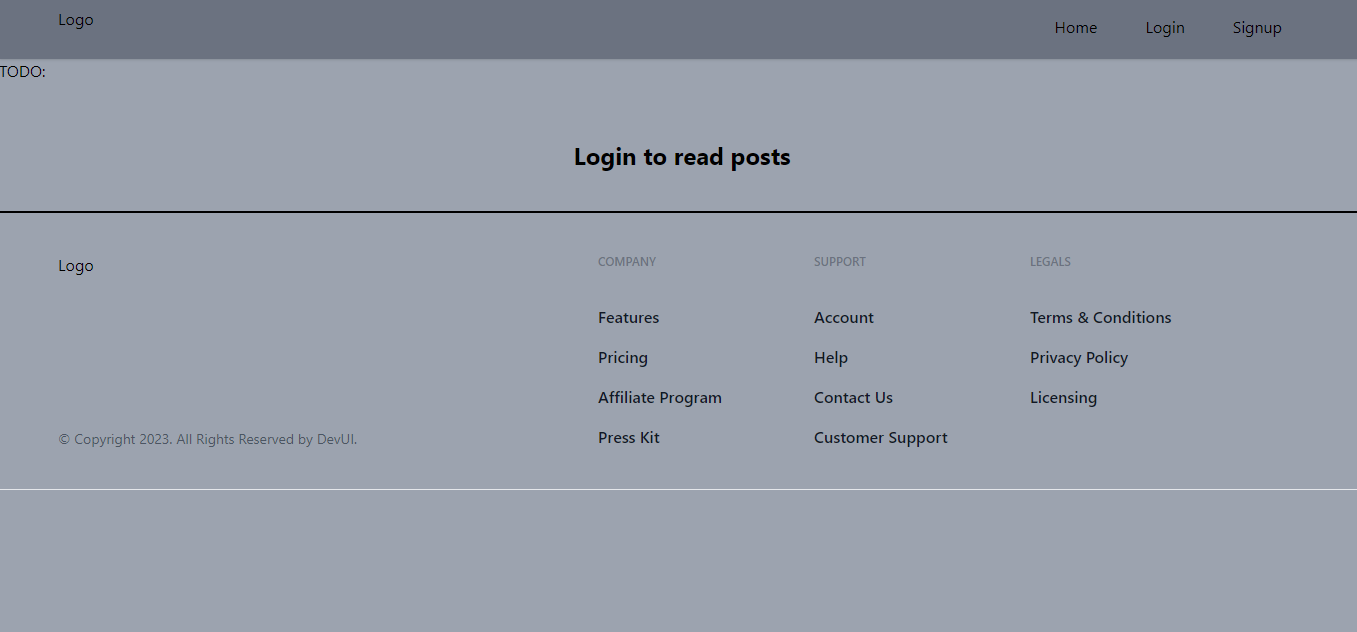 Logo
Home Login Signup
TODO:
Login to read posts
Logo
COMPANY
Features
Pricing
Affiliate Program
Press Kit
SUPPORT
Account
Help
Contact Us
Customer Support
LEGALS
Terms & Conditions
Privacy Policy
Licensing
© Copyright 2023. All Rights Reserved by DevUI.